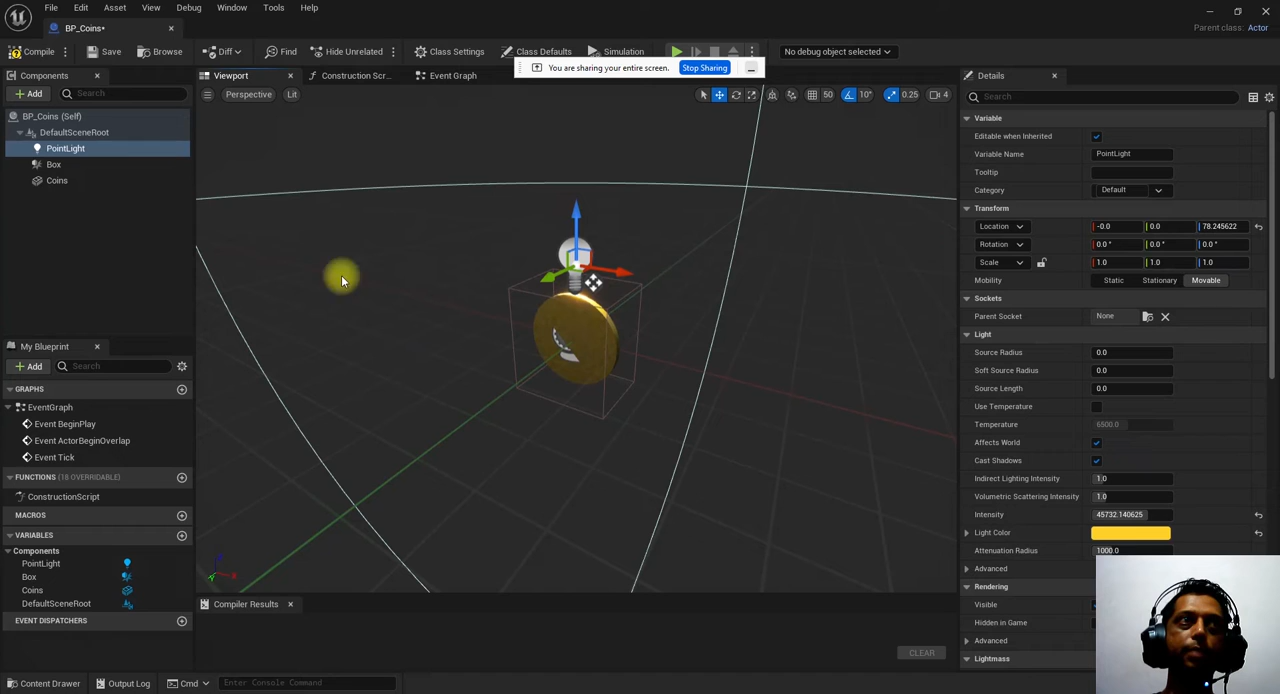 File Edit Asset View Debug Window Tools Help
BP_Coins•
Parent class: Actor
Compile Save Browse Diff Find Hide Unrelated Class Settings Class Defaults Simulation No debug object selected
You are sharing your entire screen. Stop Sharing
Components Viewport Construction Scr... Event Graph Details
Add Search Perspective Lit 50 10° 0.25 4 Search
BP_Coins (Self)
DefaultSceneRoot
PointLight
Box
Coins
Variable
Editable when Inherited
Variable Name PointLight
Tooltip
Category Default
Transform
Location -0.0 0.0 78.245622
Rotation 0.0 ° 0.0 ° 0.0 °
Scale 1.0 1.0 1.0
Mobility Static Stationary Movable
Sockets
Parent Socket None
Light
Source Radius 0.0
Soft Source Radius 0.0
Source Length 0.0
Use Temperature
Temperature 6500.0
Affects World
Cast Shadows
Indirect Lighting Intensity 1.0
Volumetric Scattering Intensity 1.0
Intensity 45732.140625
Light Color
Attenuation Radius 1000.0
Advanced
Rendering
Visible
Hidden in Game
Advanced
Lightmass
My Blueprint
Add Search
GRAPHS
EventGraph
Event BeginPlay
Event ActorBeginOverlap
Event Tick
FUNCTIONS (18 OVERRIDABLE)
ConstructionScript
MACROS
VARIABLES
Components
PointLight
Box
Coins
DefaultSceneRoot
EVENT DISPATCHERS
Compiler Results
CLEAR
Content Drawer Output Log Cmd Enter Console Command